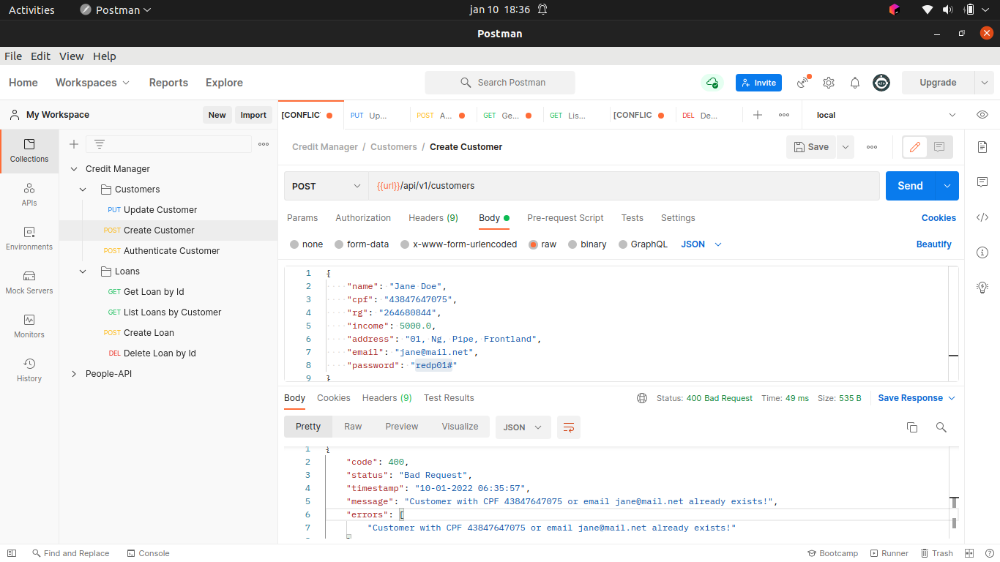 Activities Postman jan 10 18:36
Postman
File Edit View Help
Home Workspaces Reports Explore Search Postman Invite Upgrade
My Workspace New Import
[CONFLIC PUT Up... POST A... GET Ge... GET Lis... [CONFLIC DEL De... local
Collections
APIs
Environments
Mock Servers
Monitors
History
Credit Manager
Customers
PUT Update Customer
POST Create Customer
POST Authenticate Customer
Loans
GET Get Loan by Id
GET List Loans by Customer
POST Create Loan
DEL Delete Loan by Id
People-API
Credit Manager / Customers / Create Customer Save
POST {{url}}/api/v1/customers Send
Params Authorization Headers (9) Body Pre-request Script Tests Settings Cookies
none form-data x-www-form-urlencoded raw binary GraphQL JSON Beautify
1 {
2 "name": "Jane Doe",
3 "cpf": "43847647075",
4 "rg": "264680844",
5 "income": 5000.0,
6 "address": "01, Ng, Pipe, Frontland",
7 "email": "jane@mail.net",
8 "password": "redp01#"
9 }
Body Cookies Headers (9) Test Results Status: 400 Bad Request Time: 49 ms Size: 535 B Save Response
Pretty Raw Preview Visualize JSON
1 {
2 "code": 400,
3 "status": "Bad Request",
4 "timestamp": "10-01-2022 06:35:57",
5 "message": "Customer with CPF 43847647075 or email jane@mail.net already exists!",
6 "errors": [
7 "Customer with CPF 43847647075 or email jane@mail.net already exists!"
Find and Replace Console Bootcamp Runner Trash